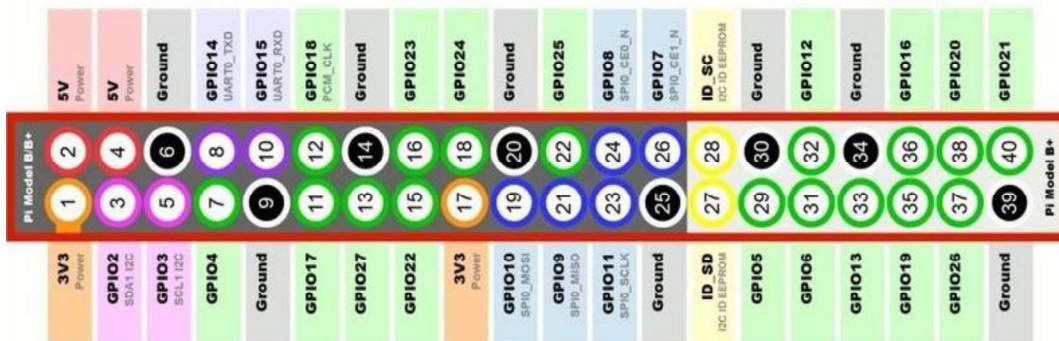 5V
Power
5V
Power
Ground
GPIO14
UART0_TXD
GPIO15
UART0_RXD
GPIO18
PCM_CLK
Ground
GPIO23
GPIO24
Ground
GPIO25
GPIO8
SPI0_CE0_N
GPIO7
SPI0_CE1_N
ID_SC
I2C ID EEPROM
Ground
GPIO12
Ground
GPIO16
GPIO20
GPIO21
Pi Model B/B+
2 4 6 8 10 12 14 16 18 20 22 24 26 28 30 32 34 36 38 40
1 3 5 7 9 11 13 15 17 19 21 23 25 27 29 31 33 35 37 39
Pi Model B+
3V3
Power
GPIO2
SDA1 I2C
GPIO3
SCL1 I2C
GPIO4
Ground
GPIO17
GPIO27
GPIO22
3V3
Power
GPIO10
SPI0_MOSI
GPIO9
SPI0_MISO
GPIO11
SPI0_SCLK
Ground
ID_SD
I2C ID EEPROM
GPIO5
GPIO6
GPIO13
GPIO19
GPIO26
Ground